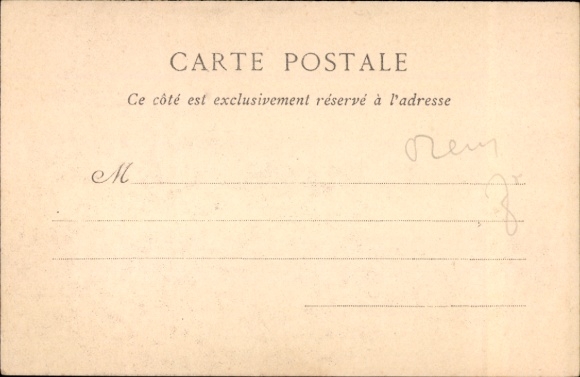 CARTE POSTALE
Ce côté est exclusivement réservé à l'adresse
M